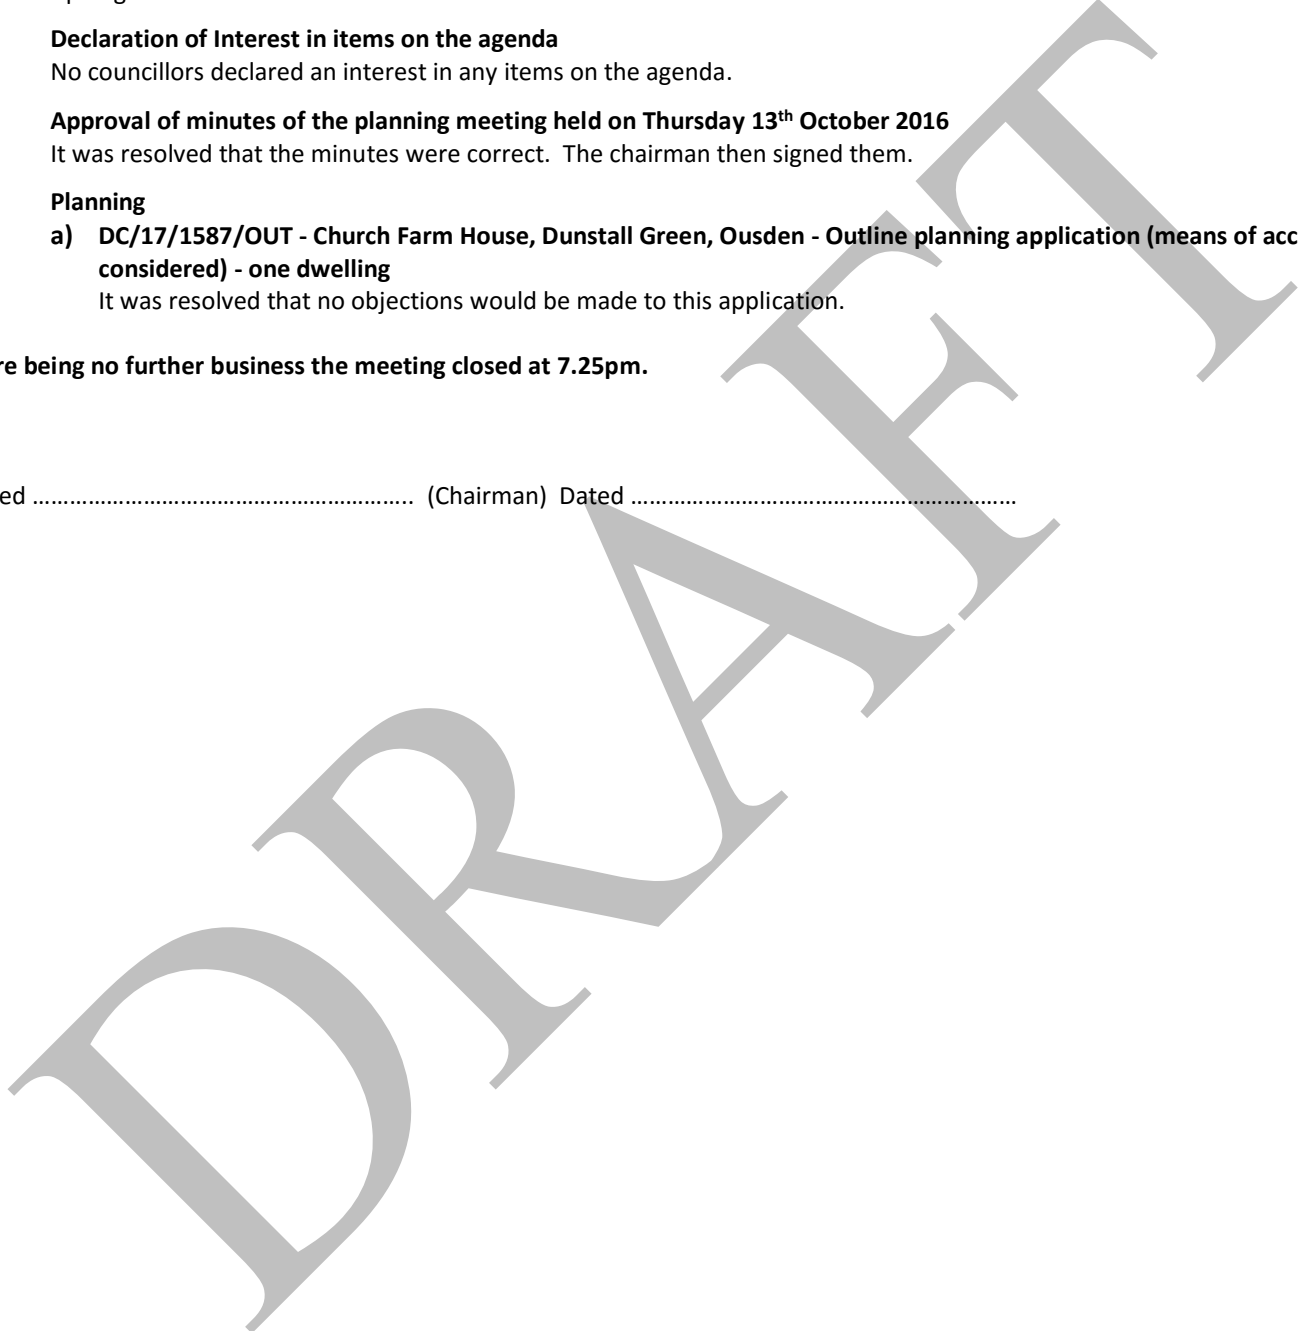 Declaration of Interest in items on the agenda
No councillors declared an interest in any items on the agenda.
Approval of minutes of the planning meeting held on Thursday 13th October 2016
It was resolved that the minutes were correct.  The chairman then signed them.
Planning
a) DC/17/1587/OUT - Church Farm House, Dunstall Green, Ousden - Outline planning application (means of acc
considered) - one dwelling
It was resolved that no objections would be made to this application.
re being no further business the meeting closed at 7.25pm.
ed …………………………………………………….. (Chairman) Dated ………………………………………………………
DRAFT